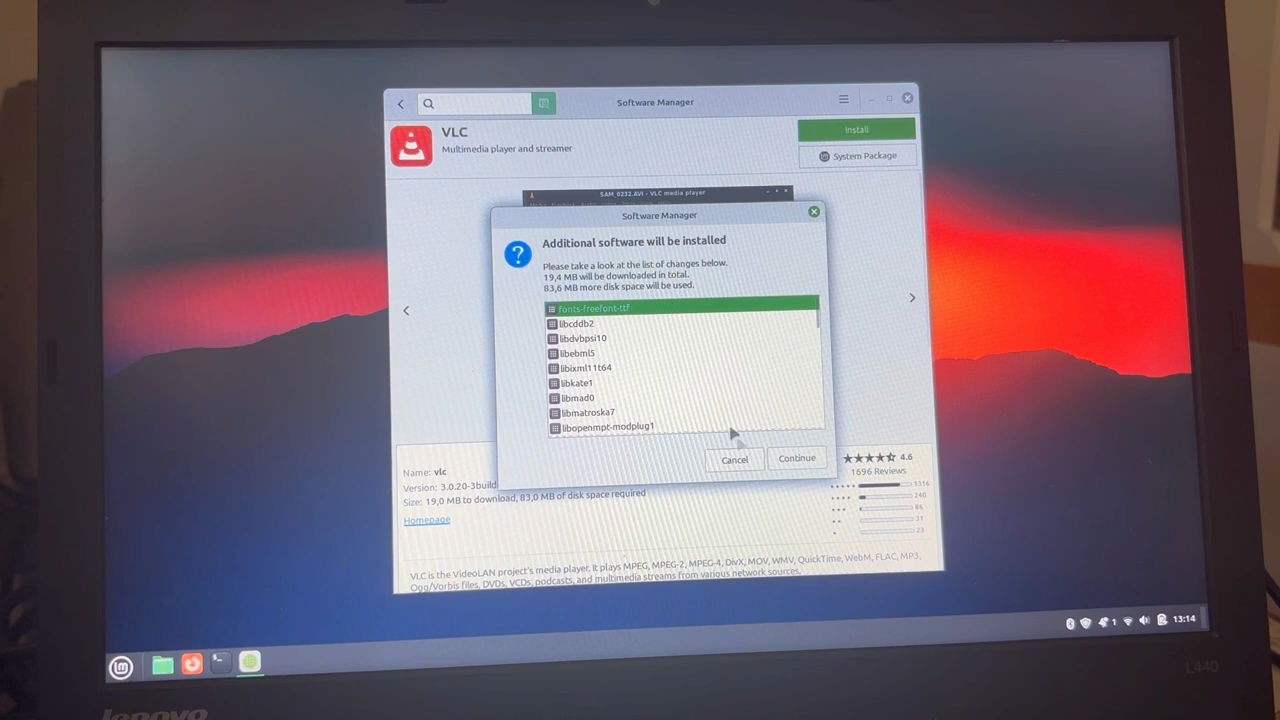 Software Manager
VLC
Multimedia player and streamer
Install
System Package
SAM_0232.AVI - VLC media player
Software Manager
Additional software will be installed
Please take a look at the list of changes below.
19,4 MB will be downloaded in total.
83,6 MB more disk space will be used.
fonts-freefont-ttf
libcddb2
libdvbpsi10
libebml5
libixml11t64
libkate1
libmad0
libmatroska7
libopenmpt-modplug1
Cancel
Continue
Name: vlc
Version: 3.0.20-3build
Size: 19,0 MB to download, 83,0 MB of disk space required
Homepage
4.6
1696 Reviews
1316
240
86
31
23
VLC is the VideoLAN project's media player. It plays MPEG, MPEG-2, MPEG-4, DivX, MOV, WMV, QuickTime, WebM, FLAC, MP3,
Ogg/Vorbis files, DVDs, VCDs, podcasts, and multimedia streams from various network sources.
1
13:14
L440
lenovo